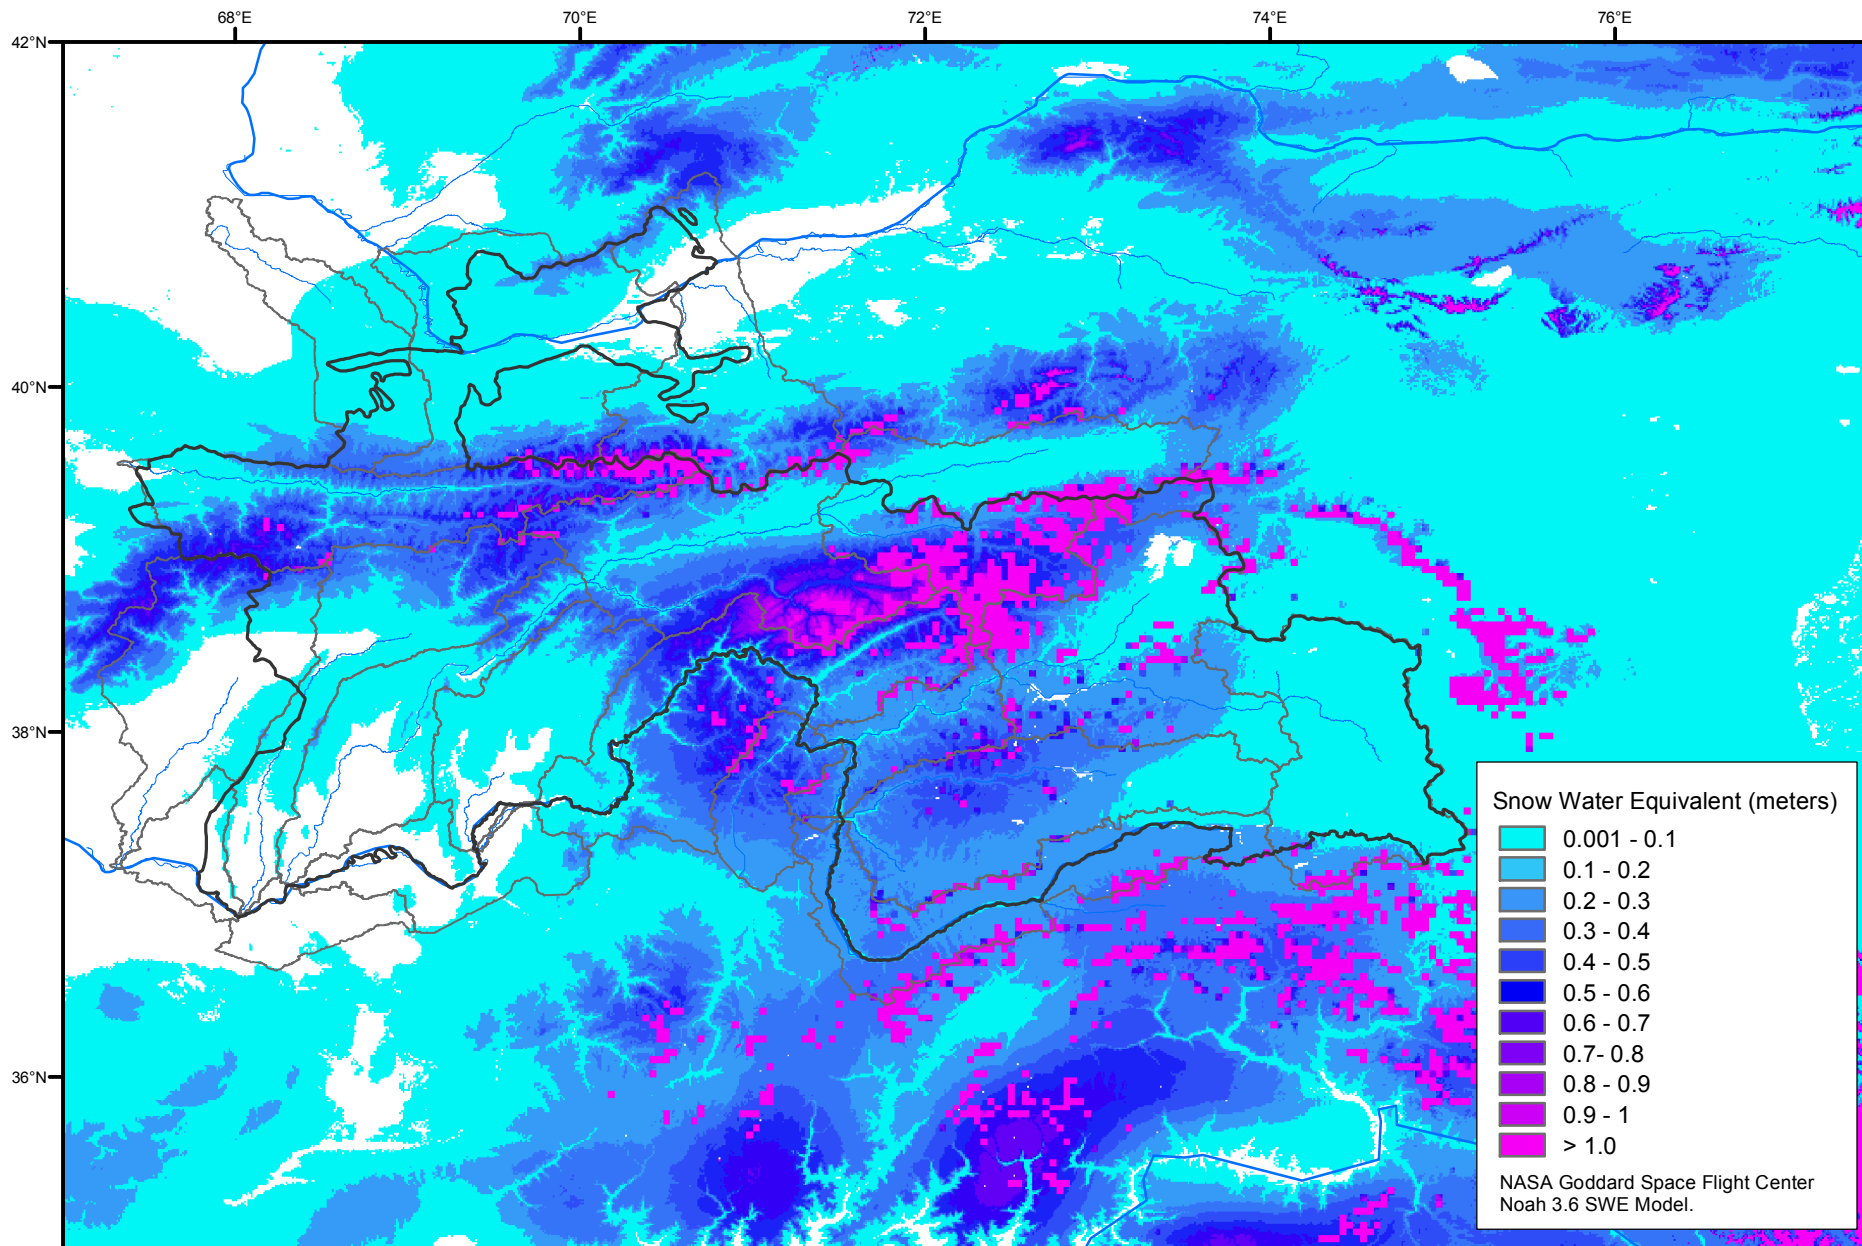 68°E
70°E
72°E
74°E
76°E
42°N
40°N
38°N
36°N
Snow Water Equivalent (meters)
0.001 - 0.1
0.1 - 0.2
0.2 - 0.3
0.3 - 0.4
0.4 - 0.5
0.5 - 0.6
0.6 - 0.7
0.7- 0.8
0.8 - 0.9
0.9 - 1
> 1.0
NASA Goddard Space Flight Center
Noah 3.6 SWE Model.